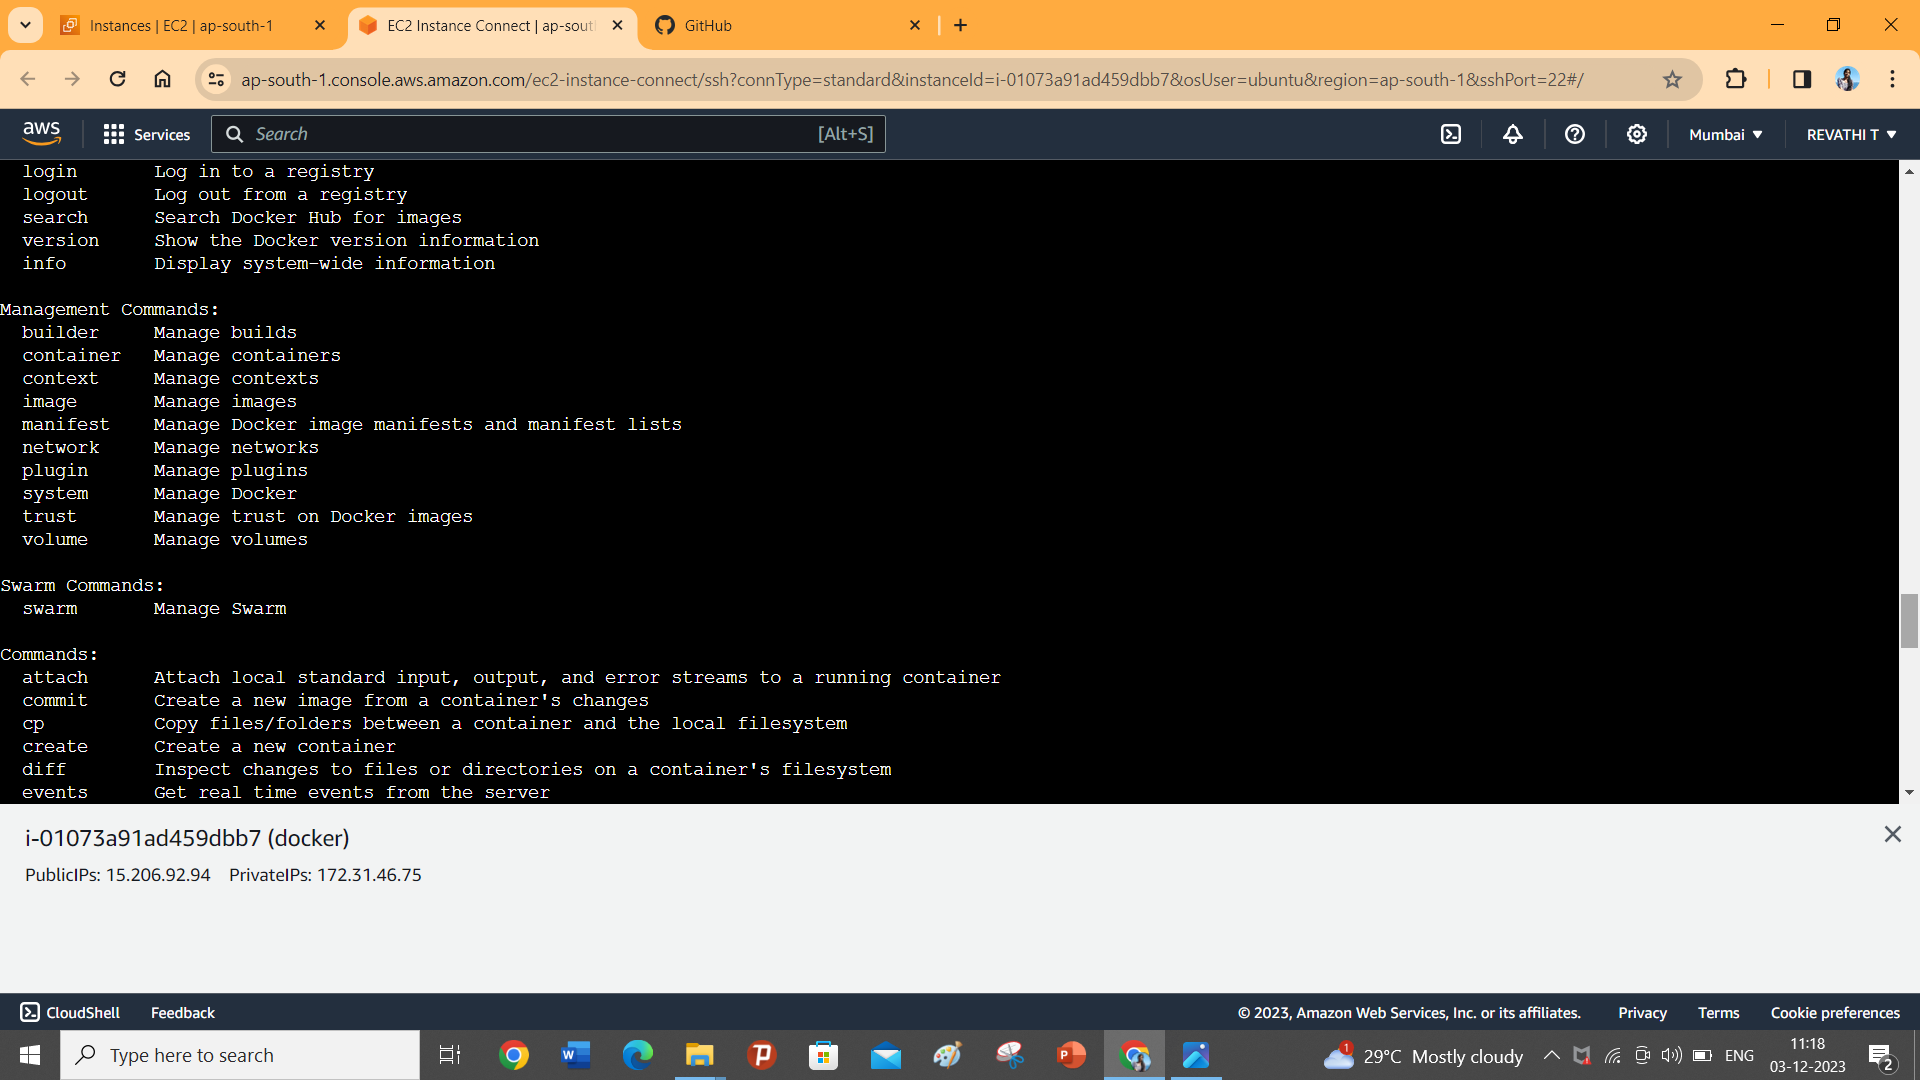 Instances | EC2 | ap-south-1
EC2 Instance Connect | ap-sout
GitHub
ap-south-1.console.aws.amazon.com/ec2-instance-connect/ssh?connType=standard&instanceId=i-01073a91ad459dbb7&osUser=ubuntu&region=ap-south-1&sshPort=22#/
aws
Services
Search
[Alt+S]
Mumbai
REVATHI T
login Log in to a registry
logout Log out from a registry
search Search Docker Hub for images
version Show the Docker version information
info Display system-wide information
Management Commands:
builder Manage builds
container Manage containers
context Manage contexts
image Manage images
manifest Manage Docker image manifests and manifest lists
network Manage networks
plugin Manage plugins
system Manage Docker
trust Manage trust on Docker images
volume Manage volumes
Swarm Commands:
swarm Manage Swarm
Commands:
attach Attach local standard input, output, and error streams to a running container
commit Create a new image from a container's changes
cp Copy files/folders between a container and the local filesystem
create Create a new container
diff Inspect changes to files or directories on a container's filesystem
events Get real time events from the server
i-01073a91ad459dbb7 (docker)
PublicIPs: 15.206.92.94 PrivateIPs: 172.31.46.75
CloudShell Feedback © 2023, Amazon Web Services, Inc. or its affiliates. Privacy Terms Cookie preferences
Type here to search
1
29°C Mostly cloudy
ENG
11:18
03-12-2023
2